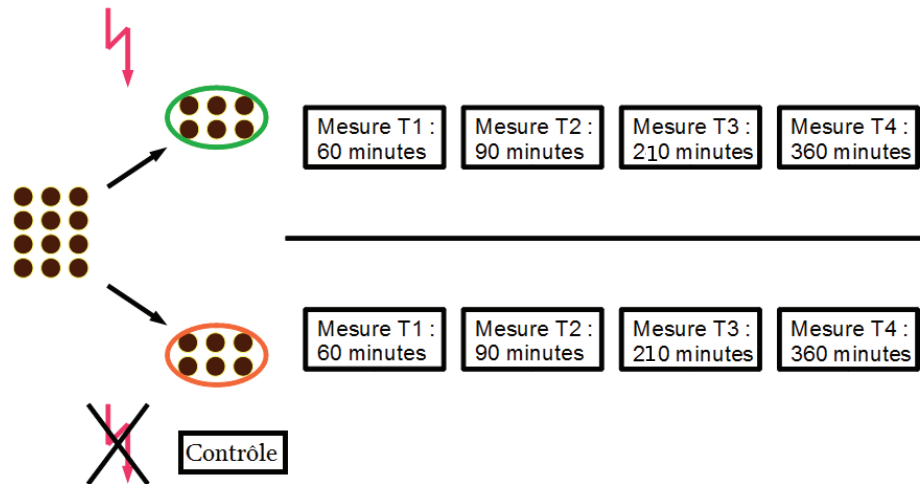 Mesure T1 :
60 minutes
Mesure T2 :
90 minutes
Mesure T3 :
210 minutes
Mesure T4 :
360 minutes
Mesure T1 :
60 minutes
Mesure T2 :
90 minutes
Mesure T3 :
210 minutes
Mesure T4 :
360 minutes
Contrôle